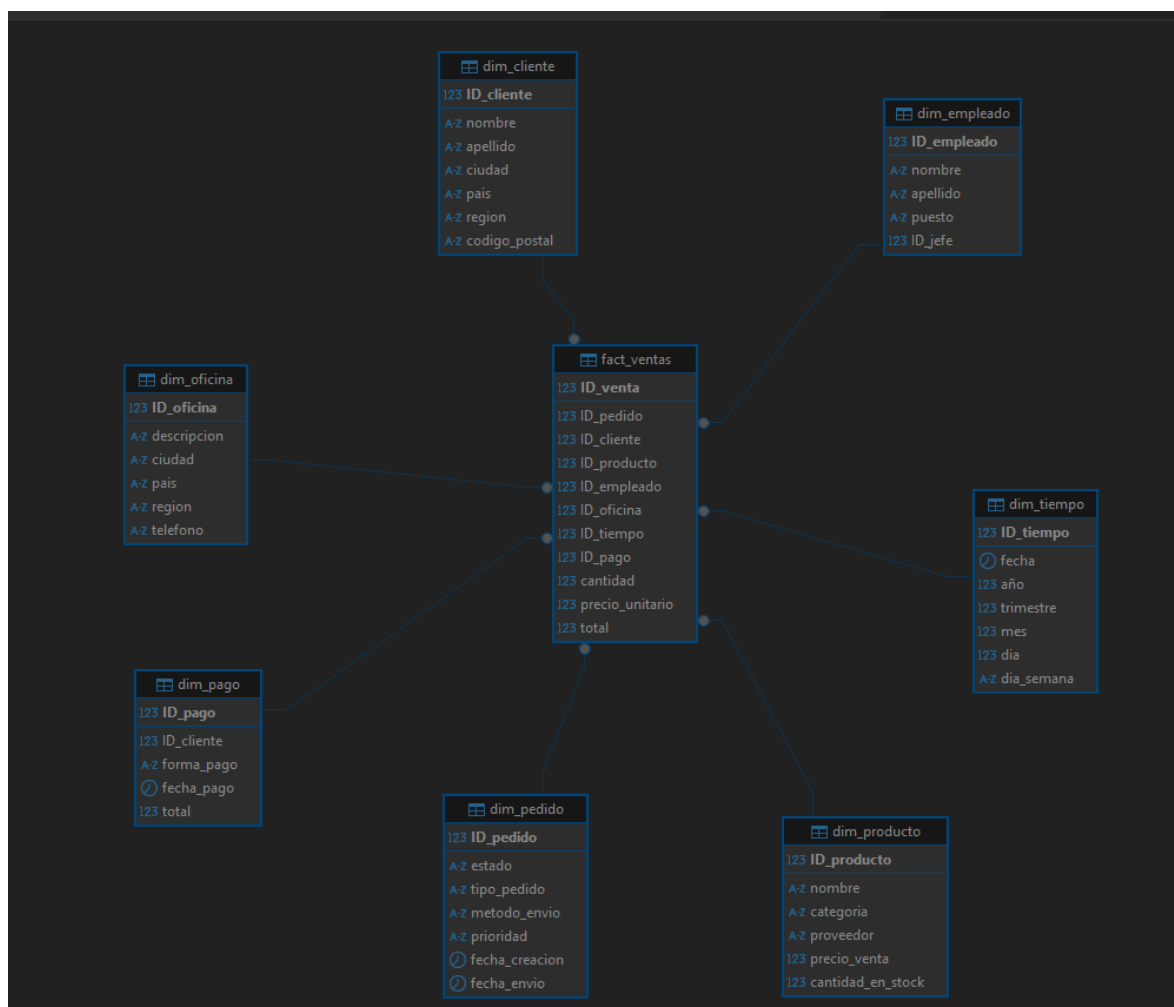 dim_cliente
123 ID_cliente
A-Z nombre
A-Z apellido
A-Z ciudad
A-Z pais
A-Z region
A-Z codigo_postal
dim_empleado
123 ID_empleado
A-Z nombre
A-Z apellido
A-Z puesto
123 ID_jefe
dim_oficina
123 ID_oficina
A-Z descripcion
A-Z ciudad
A-Z pais
A-Z region
A-Z telefono
fact_ventas
123 ID_venta
123 ID_pedido
123 ID_cliente
123 ID_producto
123 ID_empleado
123 ID_oficina
123 ID_tiempo
123 ID_pago
123 cantidad
123 precio_unitario
123 total
dim_tiempo
123 ID_tiempo
fecha
123 año
123 trimestre
123 mes
123 dia
A-Z dia_semana
dim_pago
123 ID_pago
123 ID_cliente
A-Z forma_pago
fecha_pago
123 total
dim_pedido
123 ID_pedido
A-Z estado
A-Z tipo_pedido
A-Z metodo_envio
A-Z prioridad
fecha_creacion
fecha_envio
dim_producto
123 ID_producto
A-Z nombre
A-Z categoria
A-Z proveedor
123 precio_venta
123 cantidad_en_stock